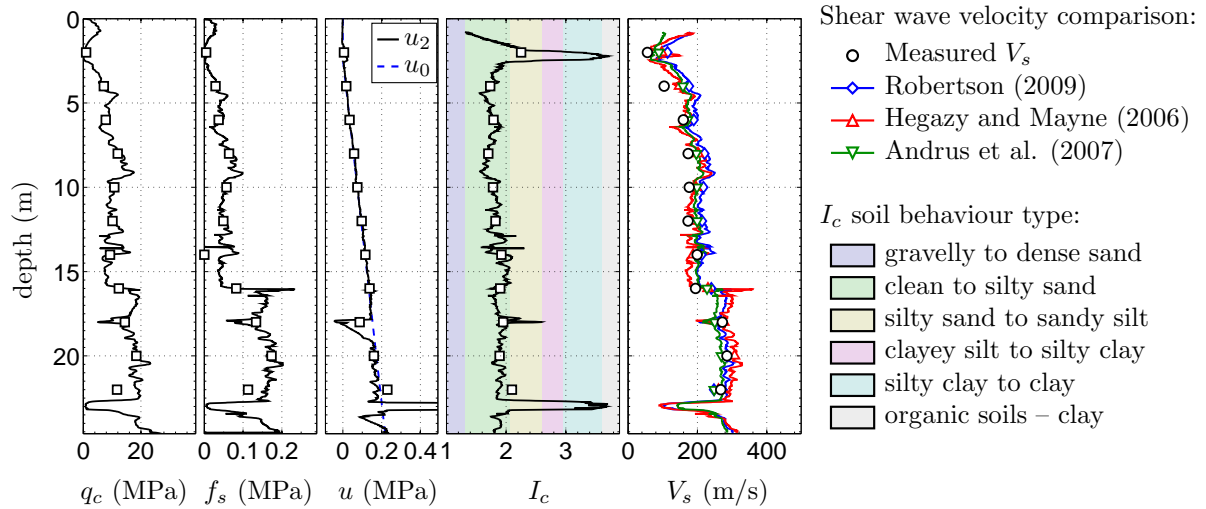 depth (m)
0
5
10
15
20
0 20 40
q_c (MPa)
0 0.1 0.2
f_s (MPa)
u_2
u_0
0 0.2 0.4
u (MPa)
1 2 3
I_c
0 200 400
V_s (m/s)
Shear wave velocity comparison:
Measured V_s
Robertson (2009)
Hegazy and Mayne (2006)
Andrus et al. (2007)
I_c soil behaviour type:
gravelly to dense sand
clean to silty sand
silty sand to sandy silt
clayey silt to silty clay
silty clay to clay
organic soils – clay